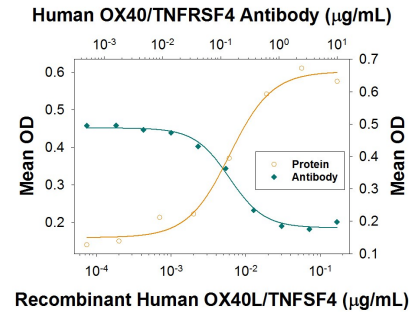 Human OX40/TNFRSF4 Antibody (µg/mL)
10⁻³ 10⁻² 10⁻¹ 10⁰ 10¹
Mean OD
0.6
0.5
0.4
0.3
0.2
0.7
0.6
0.5
0.4
0.3
0.2
0.1
Mean OD
Protein
Antibody
10⁻⁴ 10⁻³ 10⁻² 10⁻¹
Recombinant Human OX40L/TNFSF4 (µg/mL)